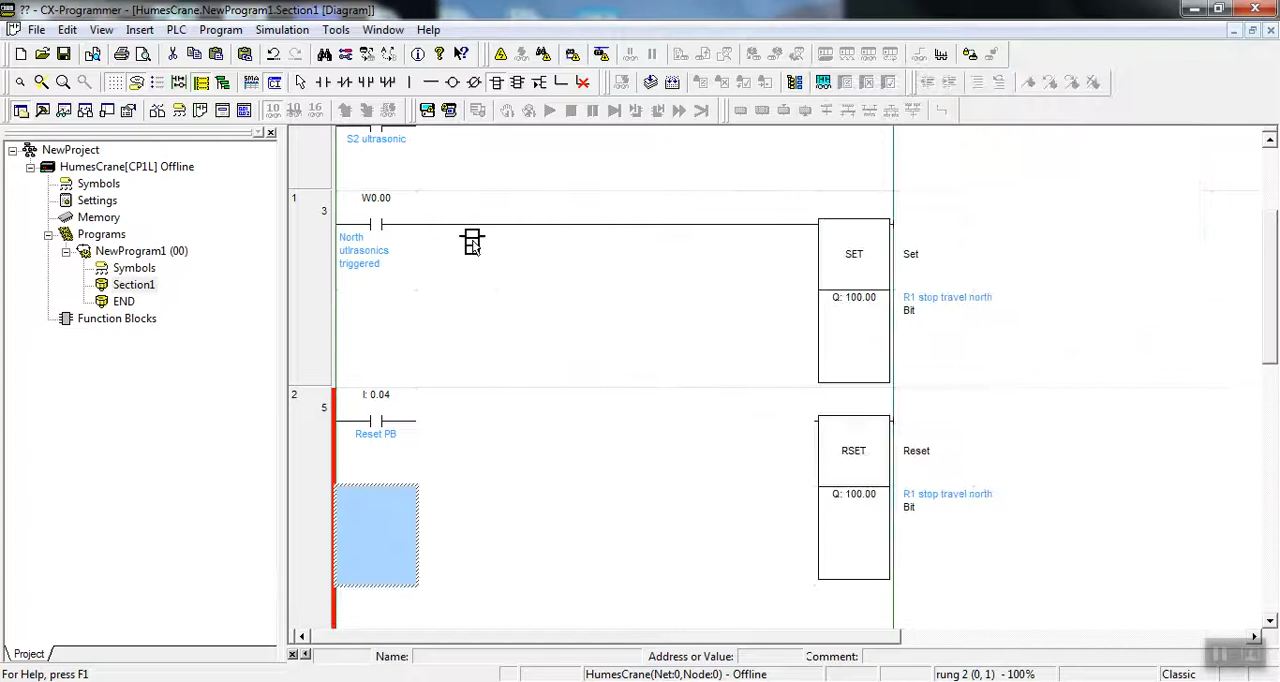 ?? - CX-Programmer - [HumesCrane.NewProgram1.Section1 [Diagram]]
File Edit View Insert PLC Program Simulation Tools Window Help
10 10 16
NewProject
HumesCrane[CP1L] Offline
Symbols
Settings
Memory
Programs
NewProgram1 (00)
Symbols
Section1
END
Function Blocks
Project
S2 ultrasonic
1
3
W0.00
North
utlrasonics
triggered
SET
Set
Q: 100.00
R1 stop travel north
Bit
2
5
I: 0.04
Reset PB
RSET
Reset
Q: 100.00
R1 stop travel north
Bit
Name:
Address or Value:
Comment:
For Help, press F1
HumesCrane(Net:0,Node:0) - Offline
rung 2 (0, 1) - 100%
Classic